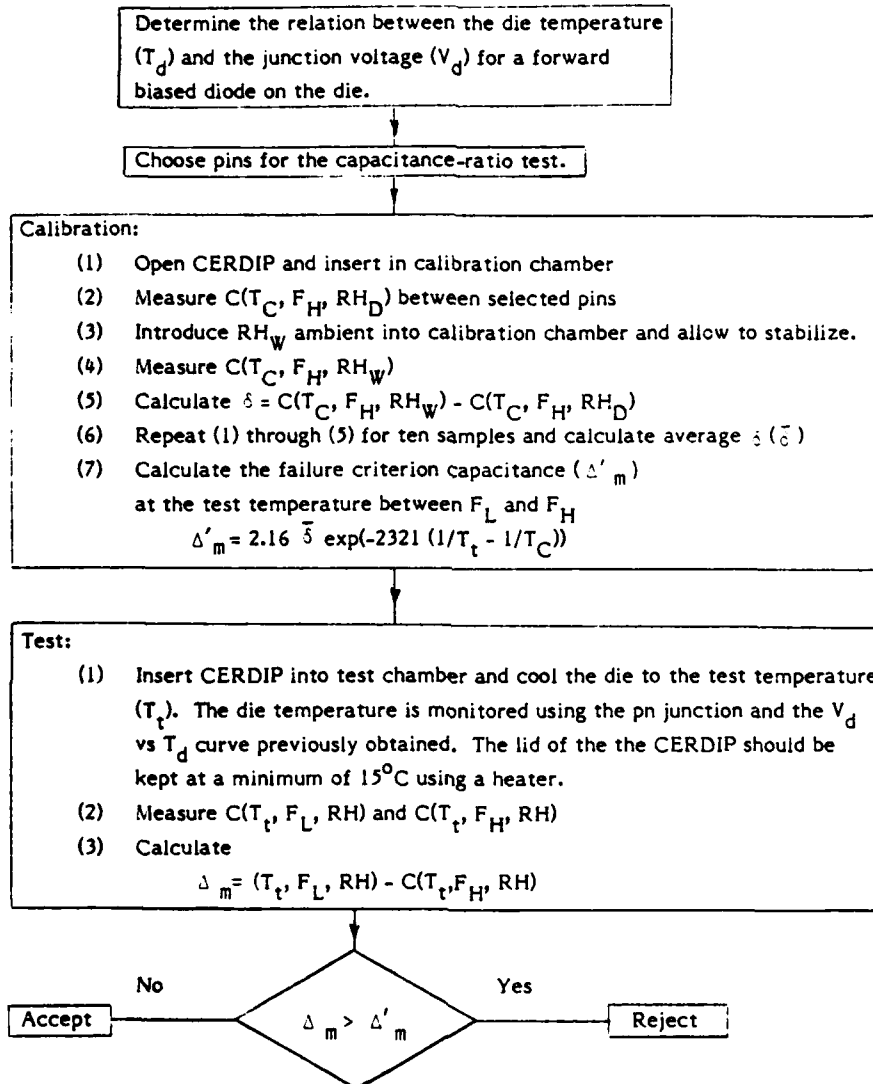 Determine the relation between the die temperature
(T_d) and the junction voltage (V_d) for a forward
biased diode on the die.
Choose pins for the capacitance-ratio test.
Calibration:
(1) Open CERDIP and insert in calibration chamber
(2) Measure C(T_C, F_H, RH_D) between selected pins
(3) Introduce RH_W ambient into calibration chamber and allow to stabilize.
(4) Measure C(T_C, F_H, RH_W)
(5) Calculate δ = C(T_C, F_H, RH_W) - C(T_C, F_H, RH_D)
(6) Repeat (1) through (5) for ten samples and calculate average δ (δ̄)
(7) Calculate the failure criterion capacitance (Δ'_m)
at the test temperature between F_L and F_H
Δ'_m = 2.16 δ̄ exp(-2321 (1/T_t - 1/T_C))
Test:
(1) Insert CERDIP into test chamber and cool the die to the test temperature
(T_t). The die temperature is monitored using the pn junction and the V_d
vs T_d curve previously obtained. The lid of the the CERDIP should be
kept at a minimum of 15°C using a heater.
(2) Measure C(T_t, F_L, RH) and C(T_t, F_H, RH)
(3) Calculate
Δ_m = (T_t, F_L, RH) - C(T_t,F_H, RH)
No Yes
Accept Δ_m > Δ'_m Reject